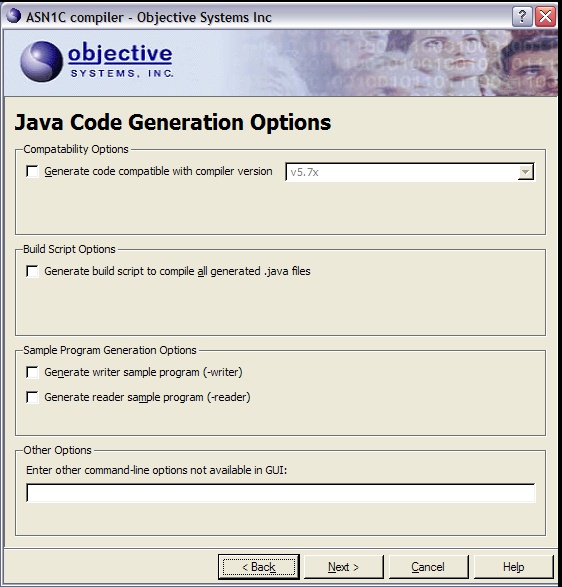 ASN1C compiler - Objective Systems Inc
objective
SYSTEMS, INC.
Java Code Generation Options
Compatability Options
Generate code compatible with compiler version
v5.7x
Build Script Options
Generate build script to compile all generated .java files
Sample Program Generation Options
Generate writer sample program (-writer)
Generate reader sample program (-reader)
Other Options
Enter other command-line options not available in GUI:
< Back
Next >
Cancel
Help